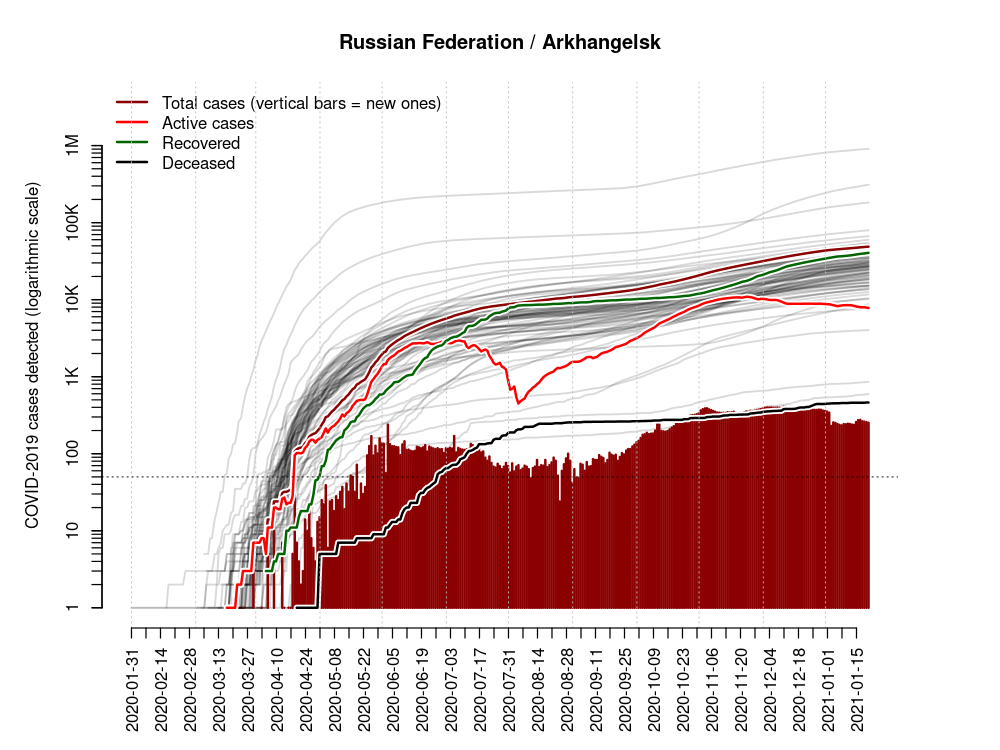 Russian Federation / Arkhangelsk
Total cases (vertical bars = new ones)
Active cases
Recovered
Deceased
COVID-2019 cases detected (logarithmic scale)
1M
100K
10K
1K
100
10
1
2020-01-31
2020-02-14
2020-02-28
2020-03-13
2020-03-27
2020-04-10
2020-04-24
2020-05-08
2020-05-22
2020-06-05
2020-06-19
2020-07-03
2020-07-17
2020-07-31
2020-08-14
2020-08-28
2020-09-11
2020-09-25
2020-10-09
2020-10-23
2020-11-06
2020-11-20
2020-12-04
2020-12-18
2021-01-01
2021-01-15